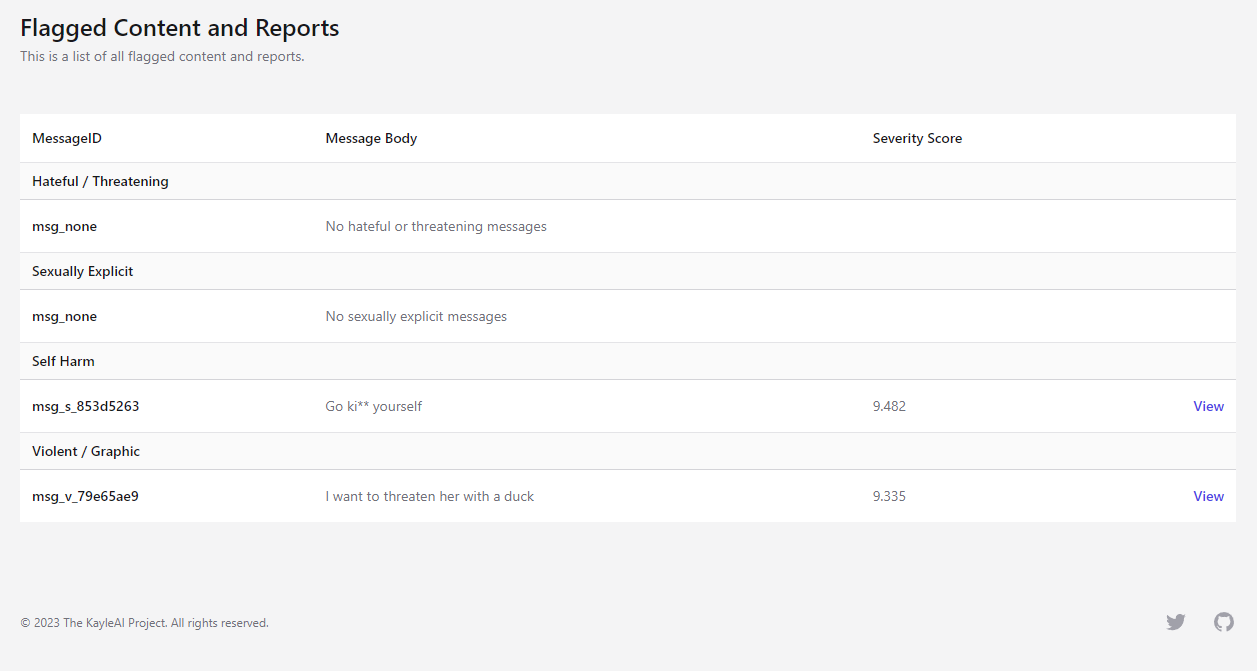 Flagged Content and Reports
This is a list of all flagged content and reports.
MessageID Message Body Severity Score
Hateful / Threatening
msg_none No hateful or threatening messages
Sexually Explicit
msg_none No sexually explicit messages
Self Harm
msg_s_853d5263 Go ki** yourself 9.482 View
Violent / Graphic
msg_v_79e65ae9 I want to threaten her with a duck 9.335 View
© 2023 The KayleAI Project. All rights reserved.